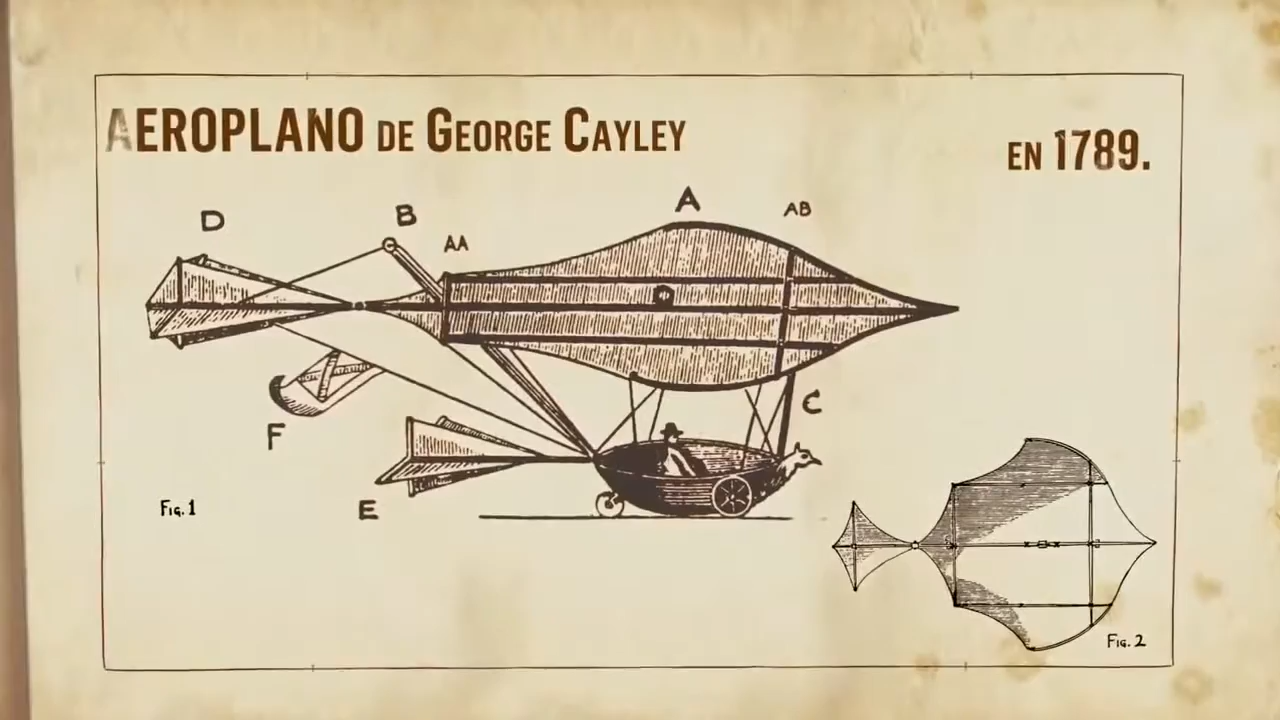 AEROPLANO DE GEORGE CAYLEY
EN 1789.
D
B
AA
A
AB
C
F
E
Fig. 1
Fig. 2